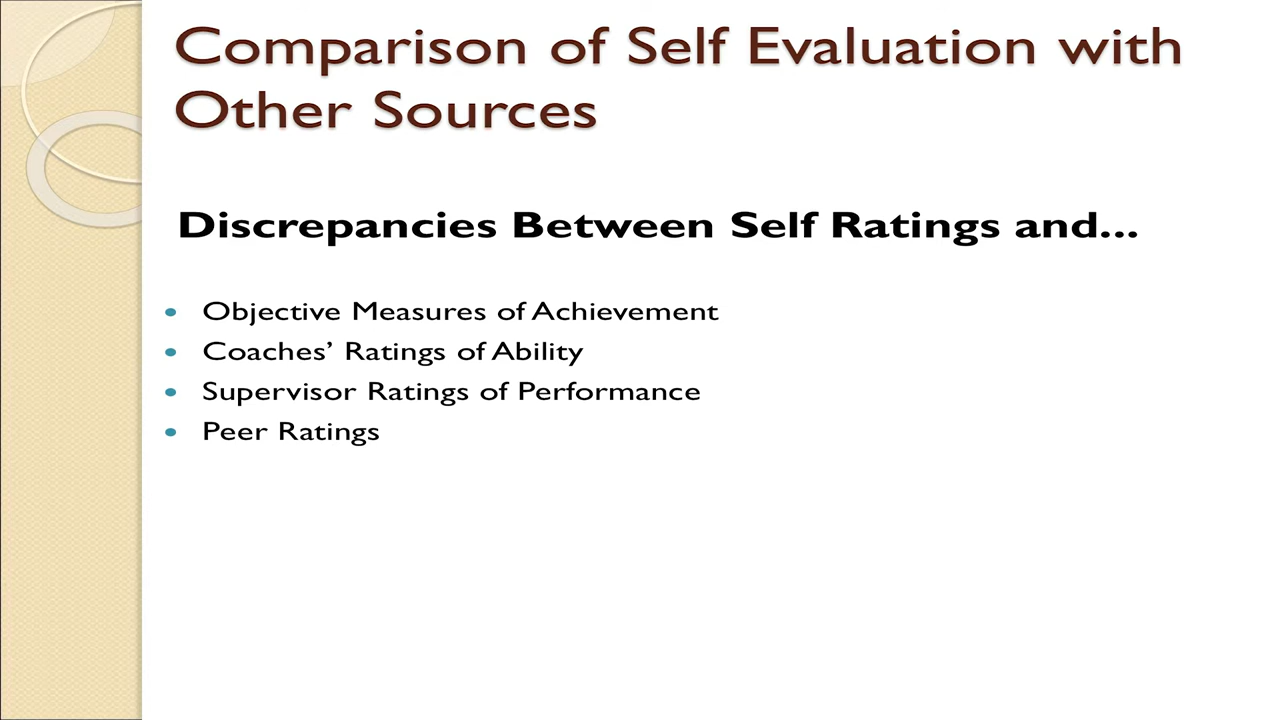 Comparison of Self Evaluation with
Other Sources
Discrepancies Between Self Ratings and...
• Objective Measures of Achievement
• Coaches’ Ratings of Ability
• Supervisor Ratings of Performance
• Peer Ratings